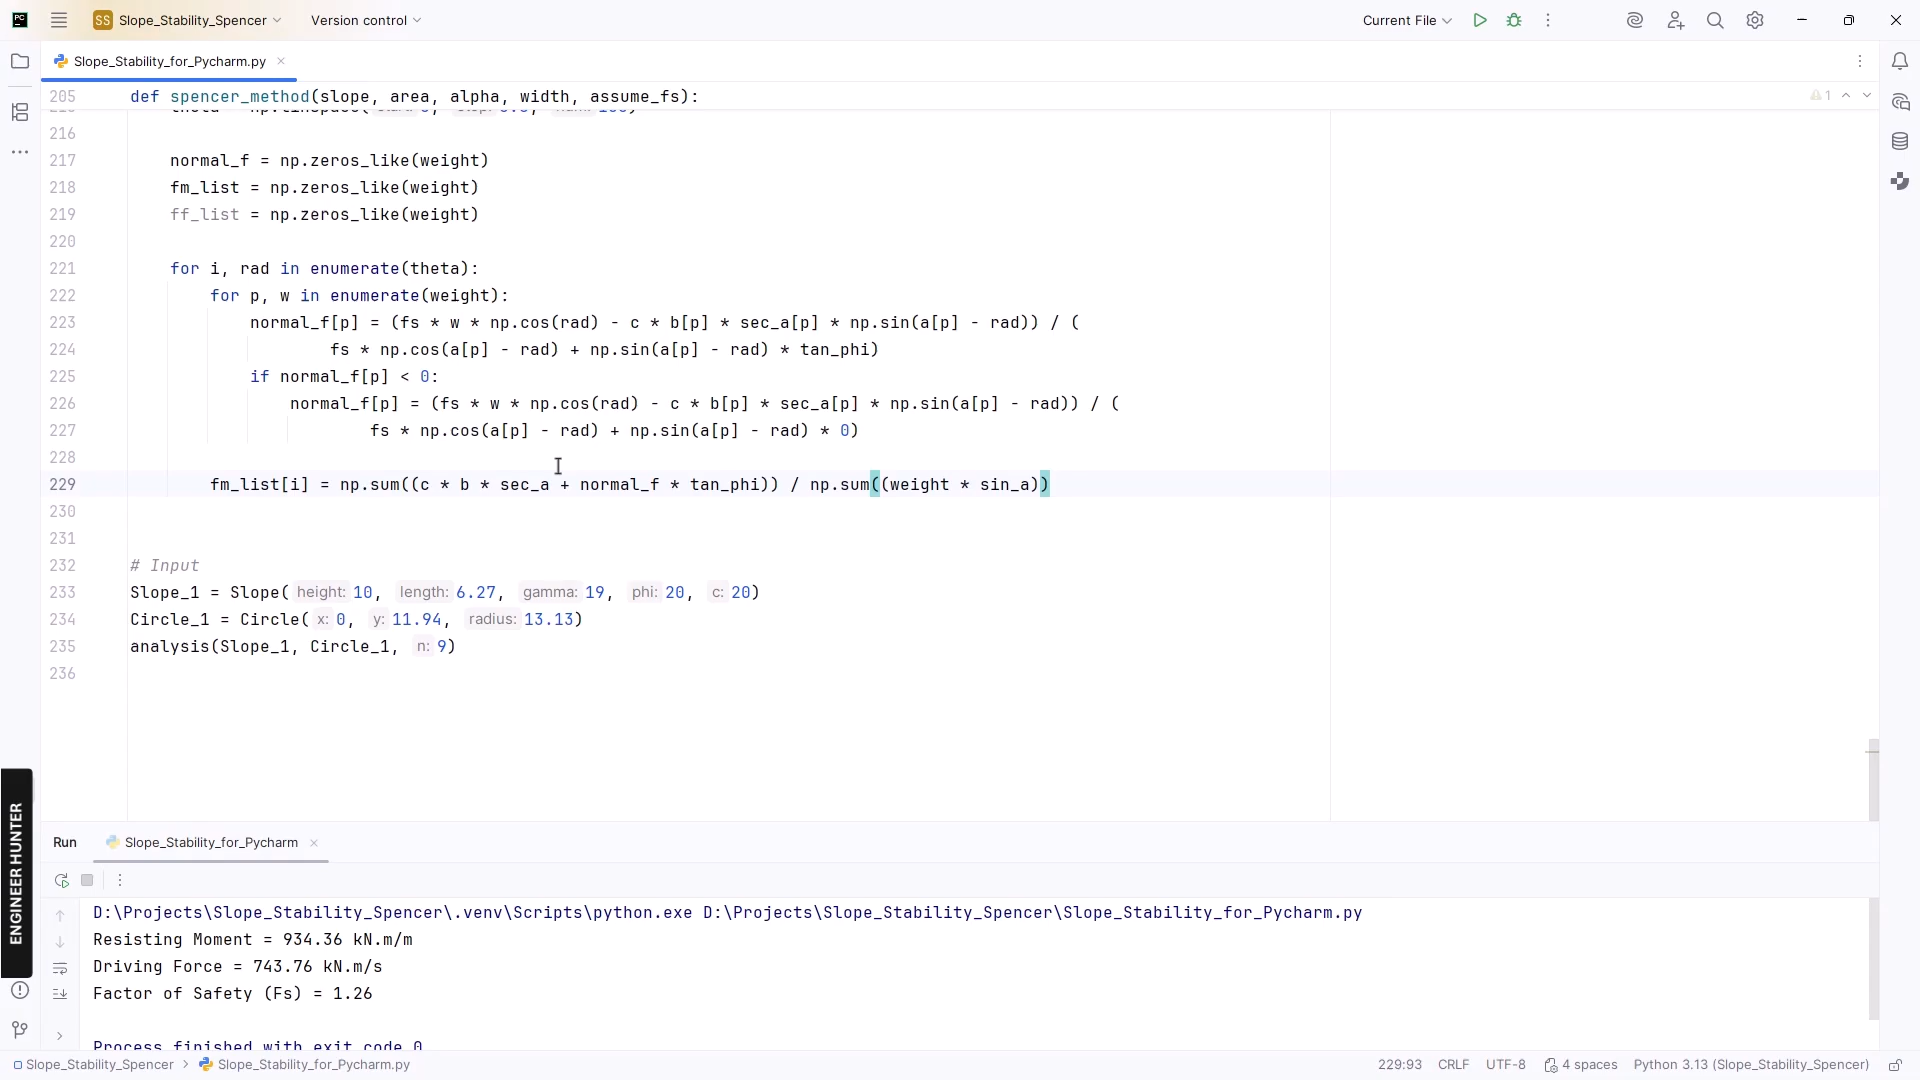 PC
SS Slope_Stability_Spencer
Version control
Current File
Slope_Stability_for_Pycharm.py
205 def spencer_method(slope, area, alpha, width, assume_fs):
1
216
217 normal_f = np.zeros_like(weight)
218 fm_list = np.zeros_like(weight)
219 ff_list = np.zeros_like(weight)
220
221 for i, rad in enumerate(theta):
222 for p, w in enumerate(weight):
223 normal_f[p] = (fs * w * np.cos(rad) - c * b[p] * sec_a[p] * np.sin(a[p] - rad)) / (
224 fs * np.cos(a[p] - rad) + np.sin(a[p] - rad) * tan_phi)
225 if normal_f[p] < 0:
226 normal_f[p] = (fs * w * np.cos(rad) - c * b[p] * sec_a[p] * np.sin(a[p] - rad)) / (
227 fs * np.cos(a[p] - rad) + np.sin(a[p] - rad) * 0)
228
229 fm_list[i] = np.sum((c * b * sec_a + normal_f * tan_phi)) / np.sum((weight * sin_a))
230
231
232 # Input
233 Slope_1 = Slope( height: 10, length: 6.27, gamma: 19, phi: 20, c: 20)
234 Circle_1 = Circle( x: 0, y: 11.94, radius: 13.13)
235 analysis(Slope_1, Circle_1, n: 9)
236
ENGINEER HUNTER
Run Slope_Stability_for_Pycharm
D:\Projects\Slope_Stability_Spencer\.venv\Scripts\python.exe D:\Projects\Slope_Stability_Spencer\Slope_Stability_for_Pycharm.py
Resisting Moment = 934.36 kN.m/m
Driving Force = 743.76 kN.m/s
Factor of Safety (Fs) = 1.26
Process finished with exit code 0
Slope_Stability_Spencer > Slope_Stability_for_Pycharm.py
229:93 CRLF UTF-8 4 spaces Python 3.13 (Slope_Stability_Spencer)